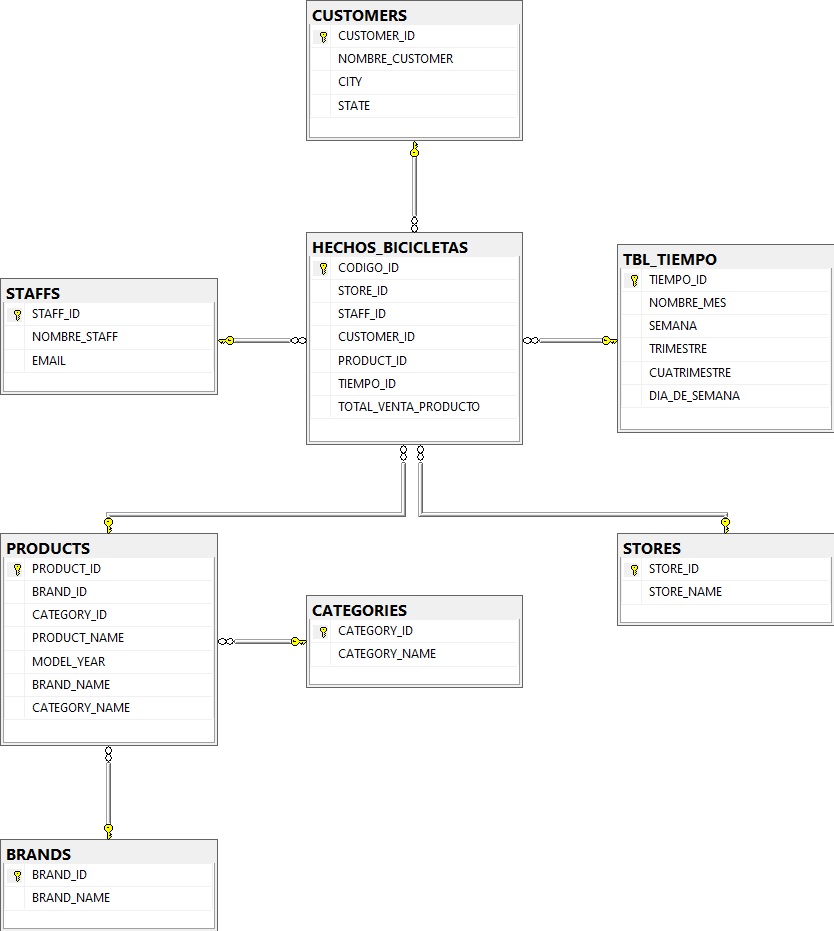 CUSTOMERS
CUSTOMER_ID
NOMBRE_CUSTOMER
CITY
STATE
HECHOS_BICICLETAS
CODIGO_ID
STORE_ID
STAFF_ID
CUSTOMER_ID
PRODUCT_ID
TIEMPO_ID
TOTAL_VENTA_PRODUCTO
TBL_TIEMPO
TIEMPO_ID
NOMBRE_MES
SEMANA
TRIMESTRE
CUATRIMESTRE
DIA_DE_SEMANA
STAFFS
STAFF_ID
NOMBRE_STAFF
EMAIL
PRODUCTS
PRODUCT_ID
BRAND_ID
CATEGORY_ID
PRODUCT_NAME
MODEL_YEAR
BRAND_NAME
CATEGORY_NAME
CATEGORIES
CATEGORY_ID
CATEGORY_NAME
STORES
STORE_ID
STORE_NAME
BRANDS
BRAND_ID
BRAND_NAME